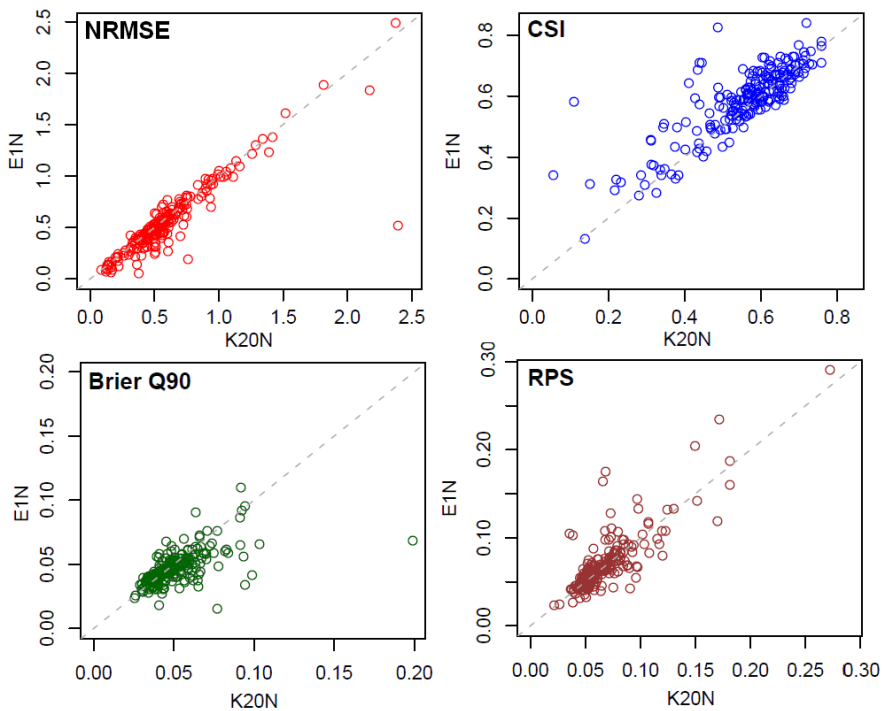 NRMSE
2.5
2.0
1.5
1.0
0.5
0.0
E1N
0.0 0.5 1.0 1.5 2.0 2.5
K20N
CSI
0.8
0.6
0.4
0.2
0.0
E1N
0.0 0.2 0.4 0.6 0.8
K20N
Brier Q90
0.20
0.15
0.10
0.05
0.00
E1N
0.00 0.05 0.10 0.15 0.20
K20N
RPS
0.30
0.20
0.10
0.00
E1N
0.00 0.05 0.10 0.15 0.20 0.25 0.30
K20N